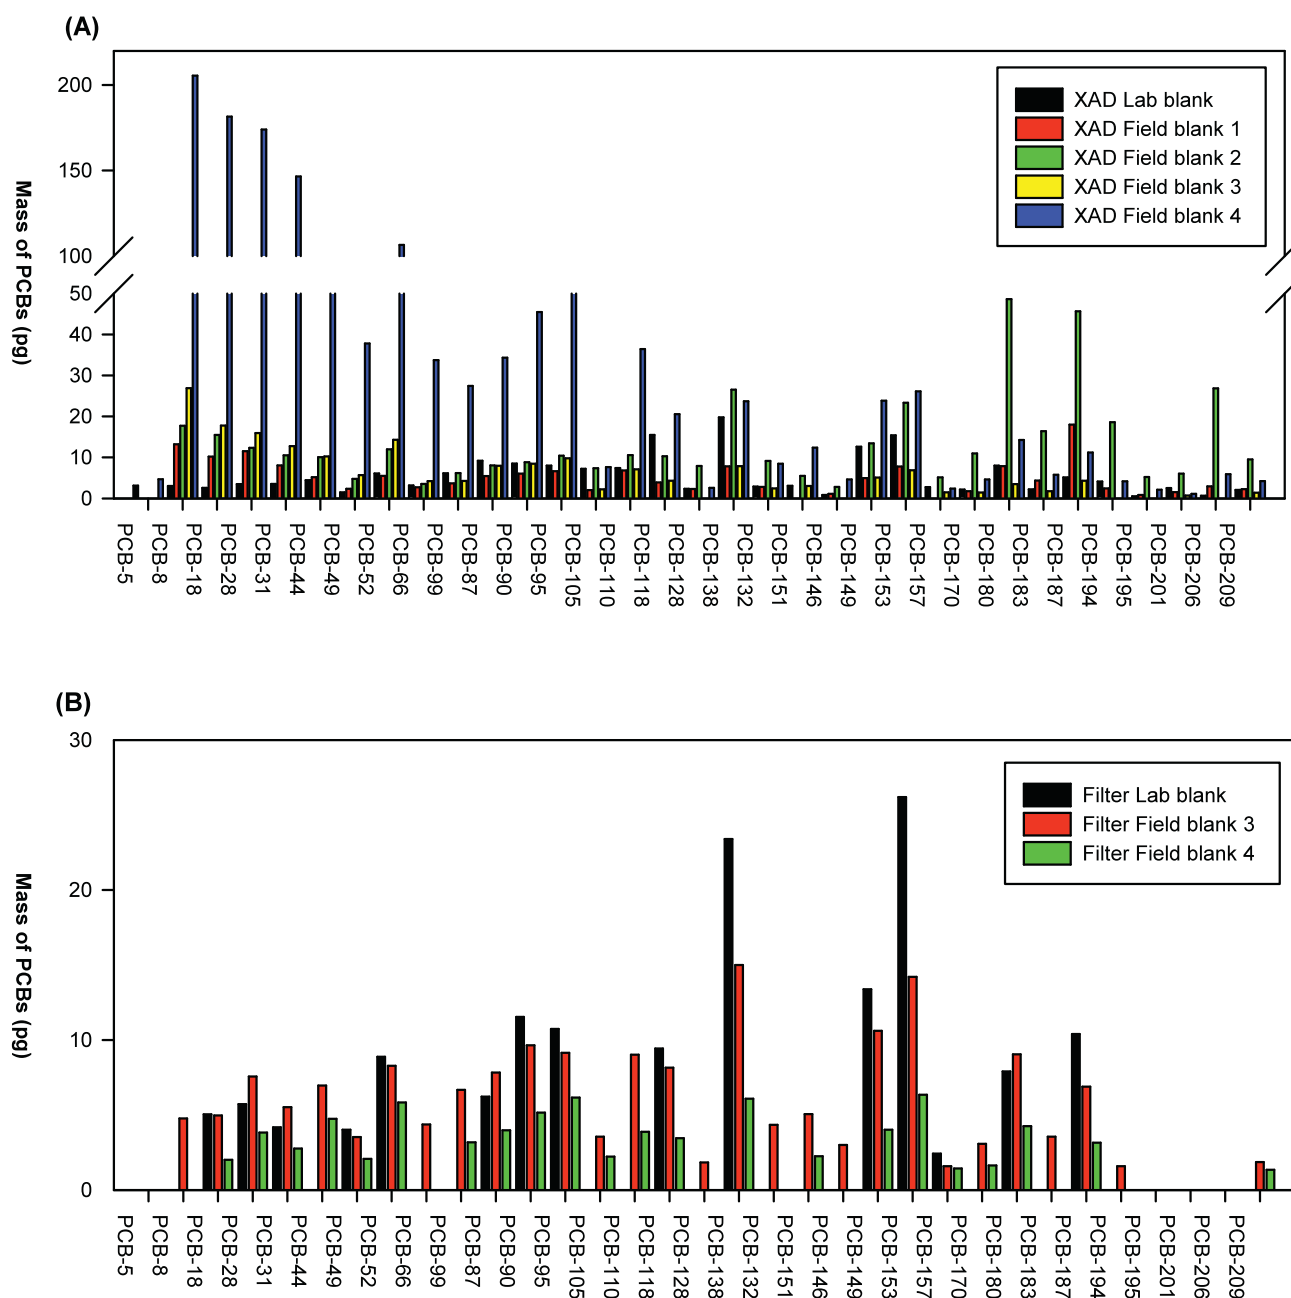 (A)
Mass of PCBs (pg)
200
150
100
50
40
30
20
10
0
XAD Lab blank
XAD Field blank 1
XAD Field blank 2
XAD Field blank 3
XAD Field blank 4
PCB-5
PCB-8
PCB-18
PCB-28
PCB-31
PCB-44
PCB-49
PCB-52
PCB-66
PCB-99
PCB-87
PCB-90
PCB-95
PCB-105
PCB-110
PCB-118
PCB-128
PCB-138
PCB-132
PCB-151
PCB-146
PCB-149
PCB-153
PCB-157
PCB-170
PCB-180
PCB-183
PCB-187
PCB-194
PCB-195
PCB-201
PCB-206
PCB-209
(B)
Mass of PCBs (pg)
30
20
10
0
Filter Lab blank
Filter Field blank 3
Filter Field blank 4
PCB-5
PCB-8
PCB-18
PCB-28
PCB-31
PCB-44
PCB-49
PCB-52
PCB-66
PCB-99
PCB-87
PCB-90
PCB-95
PCB-105
PCB-110
PCB-118
PCB-128
PCB-138
PCB-132
PCB-151
PCB-146
PCB-149
PCB-153
PCB-157
PCB-170
PCB-180
PCB-183
PCB-187
PCB-194
PCB-195
PCB-201
PCB-206
PCB-209